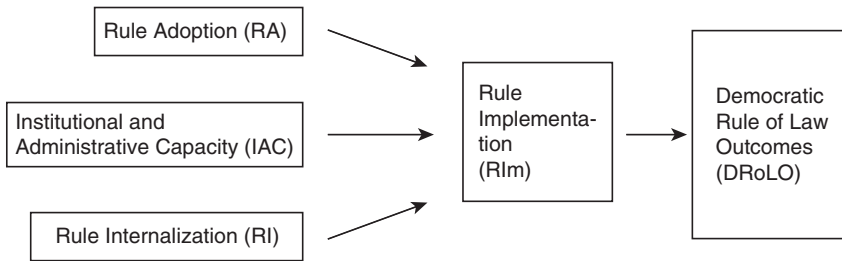 Rule Adoption (RA)
Institutional and
Administrative Capacity (IAC)
Rule Internalization (RI)
Rule
Implementa-
tion
(RIm)
Democratic
Rule of Law
Outcomes
(DRoLO)